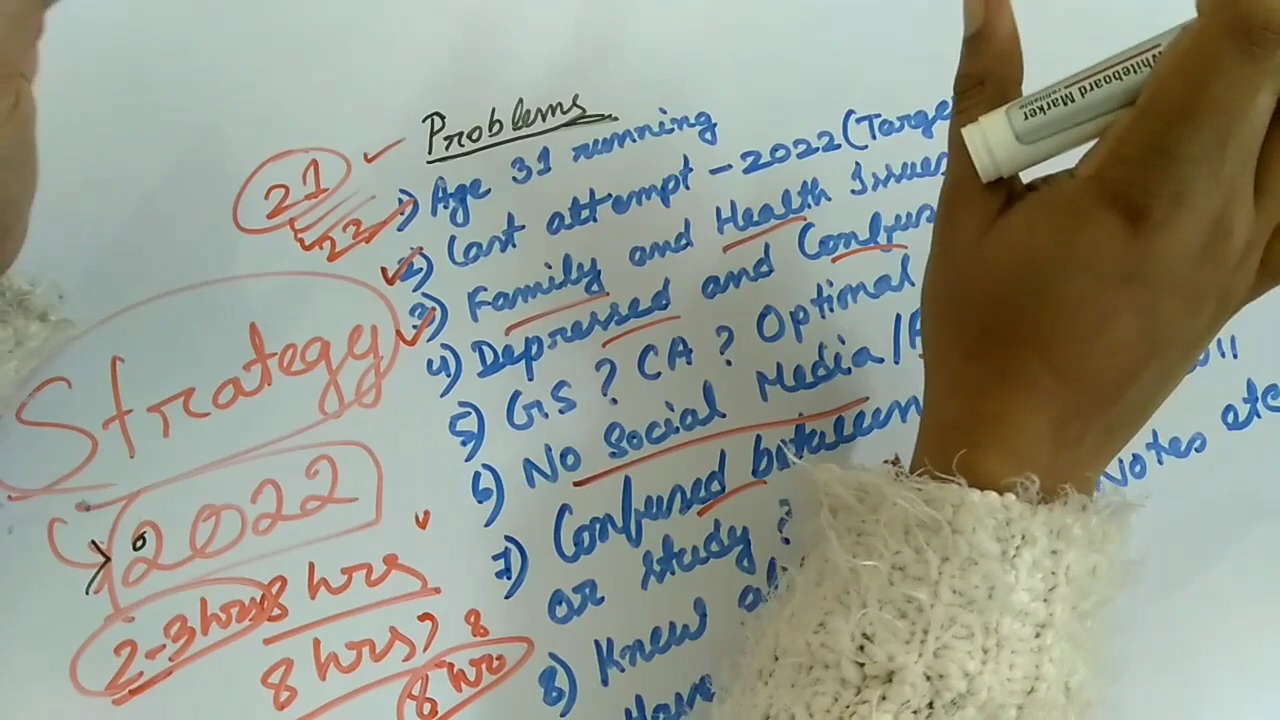 Problems
21
22
1) Age 31 running
2) Last attempt - 2022 (Targe
3) Family and Health Issues
4) Depressed and Confus
5) GS ? CA ? Optional
6) No Social Media /
7) Confused between
or study ?
Notes etc
8) Knew
Have
Strategy
2022
2-3 hrs 8 hrs
8 hrs? 8
8 hrs
Whiteboard Marker